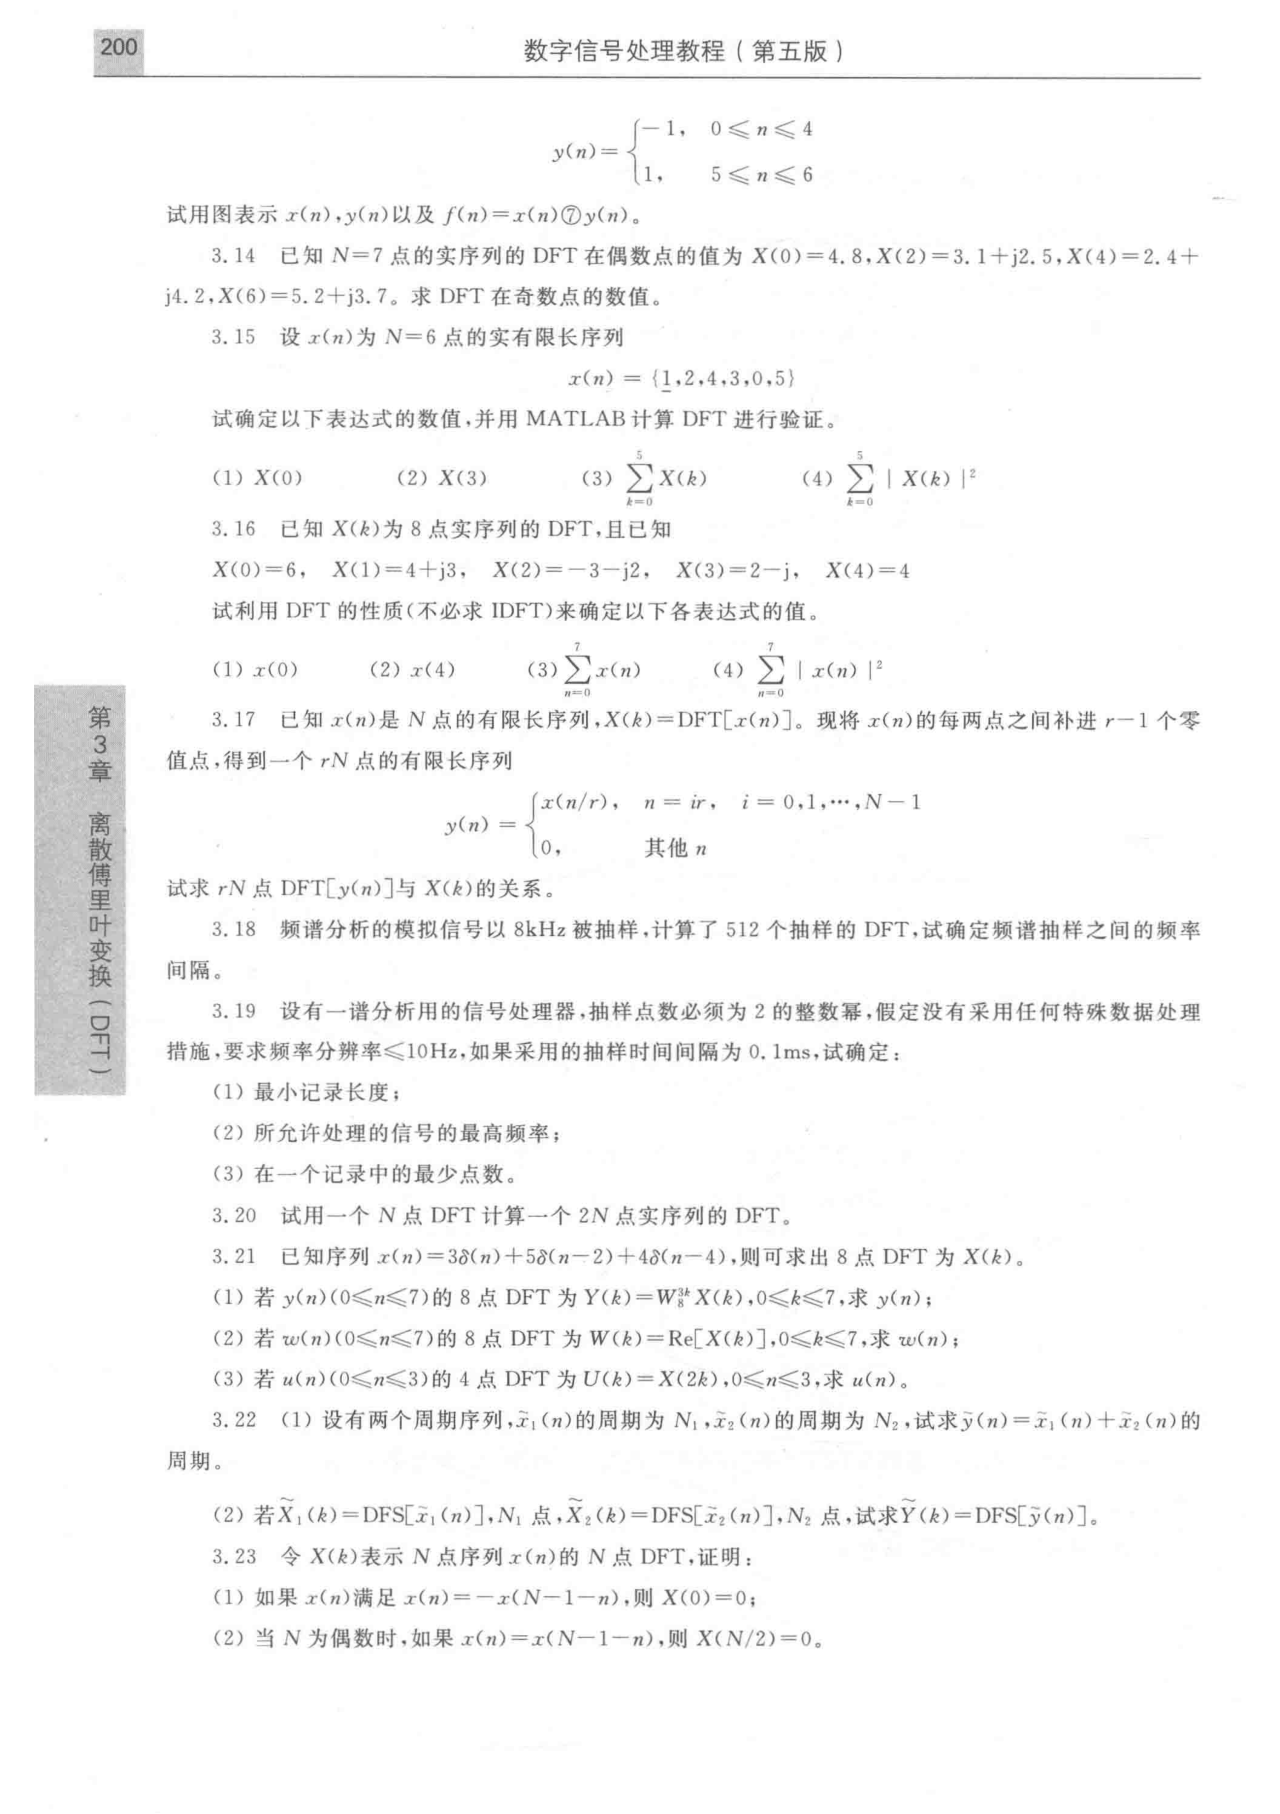 200
数字信号处理教程(第五版)
y(n)={−1, 0⩽n⩽4
1, 5⩽n⩽6
试用图表示 x(n),y(n)以及 f(n)=x(n)⑦y(n)。
3.14 已知 N=7 点的实序列的 DFT 在偶数点的值为 X(0)=4.8,X(2)=3.1+j2.5,X(4)=2.4+
j4.2,X(6)=5.2+j3.7。求 DFT 在奇数点的数值。
3.15 设 x(n)为 N=6 点的实有限长序列
x(n) = {1,2,4,3,0,5}
试确定以下表达式的数值,并用 MATLAB 计算 DFT 进行验证。
(1) X(0) (2) X(3) (3) ∑_{k=0}^{5} X(k) (4) ∑_{k=0}^{5} | X(k) |²
3.16 已知 X(k)为 8 点实序列的 DFT,且已知
X(0)=6, X(1)=4+j3, X(2)=−3−j2, X(3)=2−j, X(4)=4
试利用 DFT 的性质(不必求 IDFT)来确定以下各表达式的值。
(1) x(0) (2) x(4) (3) ∑_{n=0}^{7} x(n) (4) ∑_{n=0}^{7} | x(n) |²
3.17 已知 x(n)是 N 点的有限长序列,X(k)=DFT[x(n)]。现将 x(n)的每两点之间补进 r−1 个零
值点,得到一个 rN 点的有限长序列
y(n) = {x(n/r), n = ir, i = 0,1,…,N−1
0, 其他 n
试求 rN 点 DFT[y(n)]与 X(k)的关系。
3.18 频谱分析的模拟信号以 8kHz 被抽样,计算了 512 个抽样的 DFT,试确定频谱抽样之间的频率
间隔。
3.19 设有一谱分析用的信号处理器,抽样点数必须为 2 的整数幂,假定没有采用任何特殊数据处理
措施,要求频率分辨率⩽10Hz,如果采用的抽样时间间隔为 0.1ms,试确定:
(1) 最小记录长度;
(2) 所允许处理的信号的最高频率;
(3) 在一个记录中的最少点数。
3.20 试用一个 N 点 DFT 计算一个 2N 点实序列的 DFT。
3.21 已知序列 x(n)=3δ(n)+5δ(n−2)+4δ(n−4),则可求出 8 点 DFT 为 X(k)。
(1) 若 y(n)(0⩽n⩽7)的 8 点 DFT 为 Y(k)=W₈³ᵏX(k),0⩽k⩽7,求 y(n);
(2) 若 w(n)(0⩽n⩽7)的 8 点 DFT 为 W(k)=Re[X(k)],0⩽k⩽7,求 w(n);
(3) 若 u(n)(0⩽n⩽3)的 4 点 DFT 为 U(k)=X(2k),0⩽n⩽3,求 u(n)。
3.22 (1) 设有两个周期序列,x̃₁(n)的周期为 N₁,x̃₂(n)的周期为 N₂,试求ỹ(n)=x̃₁(n)+x̃₂(n)的
周期。
(2) 若X̃₁(k)=DFS[x̃₁(n)],N₁ 点,X̃₂(k)=DFS[x̃₂(n)],N₂ 点,试求Ỹ(k)=DFS[ỹ(n)]。
3.23 令 X(k)表示 N 点序列 x(n)的 N 点 DFT,证明:
(1) 如果 x(n)满足 x(n)=−x(N−1−n),则 X(0)=0;
(2) 当 N 为偶数时,如果 x(n)=x(N−1−n),则 X(N/2)=0。
第3章 离散傅里叶变换(DFT)